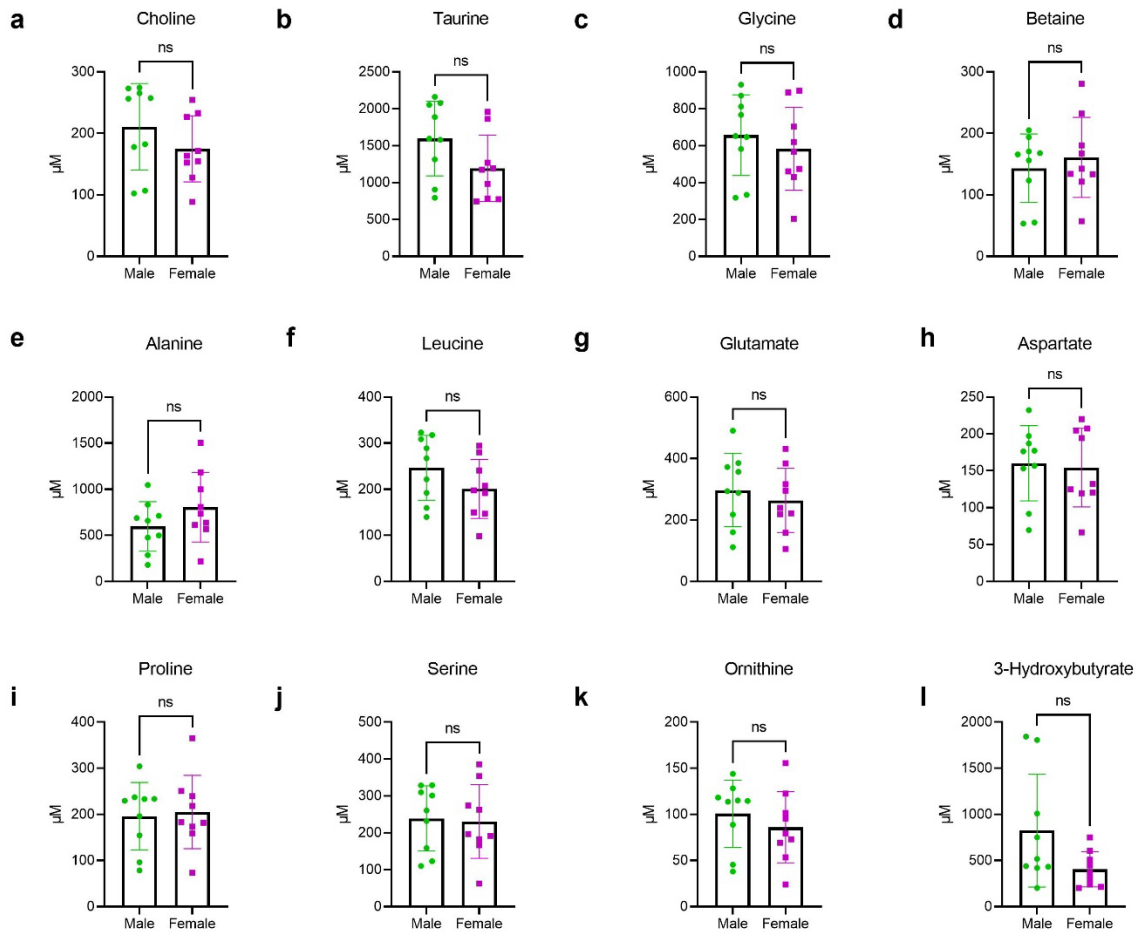 a Choline
ns
300
200
100
0
µM
Male Female
b Taurine
ns
2500
2000
1500
1000
500
0
µM
Male Female
c Glycine
ns
1000
800
600
400
200
0
µM
Male Female
d Betaine
ns
300
200
100
0
µM
Male Female
e Alanine
ns
2000
1500
1000
500
0
µM
Male Female
f Leucine
ns
400
300
200
100
0
µM
Male Female
g Glutamate
ns
600
400
200
0
µM
Male Female
h Aspartate
ns
250
200
150
100
50
0
µM
Male Female
i Proline
ns
400
300
200
100
0
µM
Male Female
j Serine
ns
500
400
300
200
100
0
µM
Male Female
k Ornithine
ns
200
150
100
50
0
µM
Male Female
l 3-Hydroxybutyrate
ns
2000
1500
1000
500
0
µM
Male Female